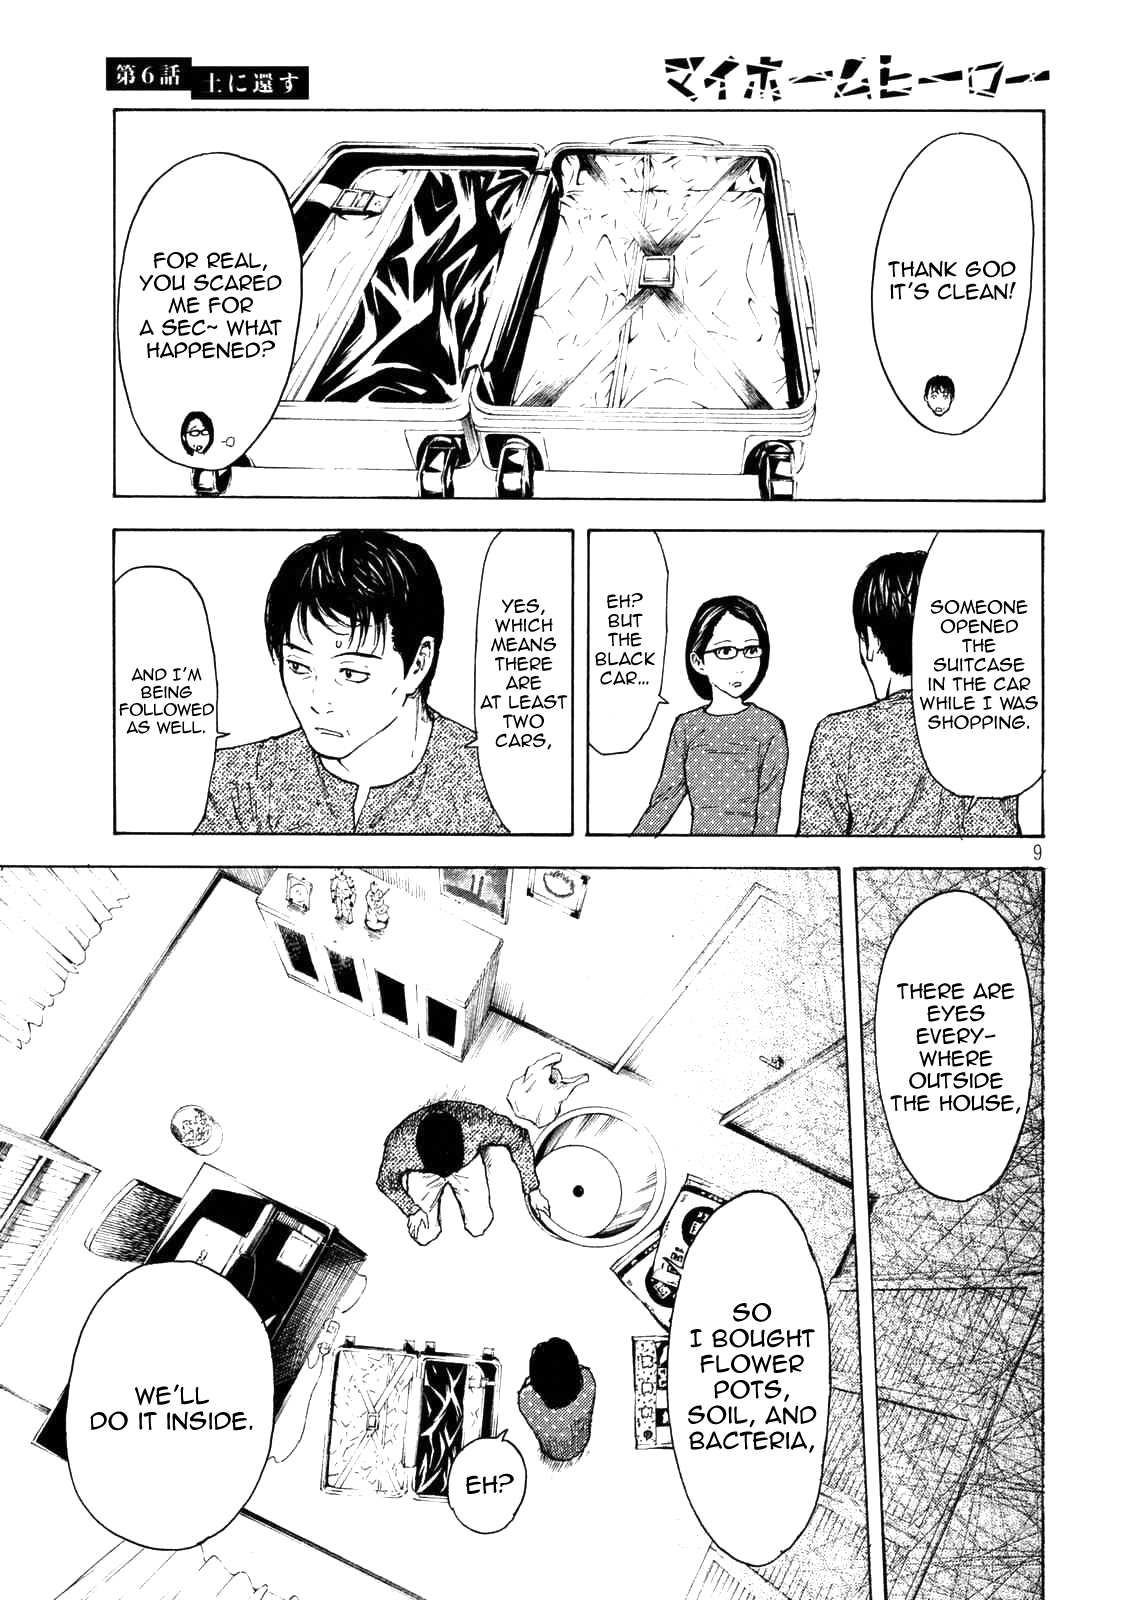 第6話
土に還す
マイホームヒーロー
THANK GOD
IT'S CLEAN!
FOR REAL,
YOU SCARED
ME FOR
A SEC~ WHAT
HAPPENED?
SOMEONE
OPENED
THE
SUITCASE
IN THE CAR
WHILE I WAS
SHOPPING.
EH?
BUT
THE
BLACK
CAR...
YES,
WHICH
MEANS
THERE
ARE
AT LEAST
TWO
CARS,
AND I'M
BEING
FOLLOWED
AS WELL.
9
THERE ARE
EYES
EVERY-
WHERE
OUTSIDE
THE HOUSE,
SO
I BOUGHT
FLOWER
POTS,
SOIL, AND
BACTERIA,
WE'LL
DO IT INSIDE.
EH?